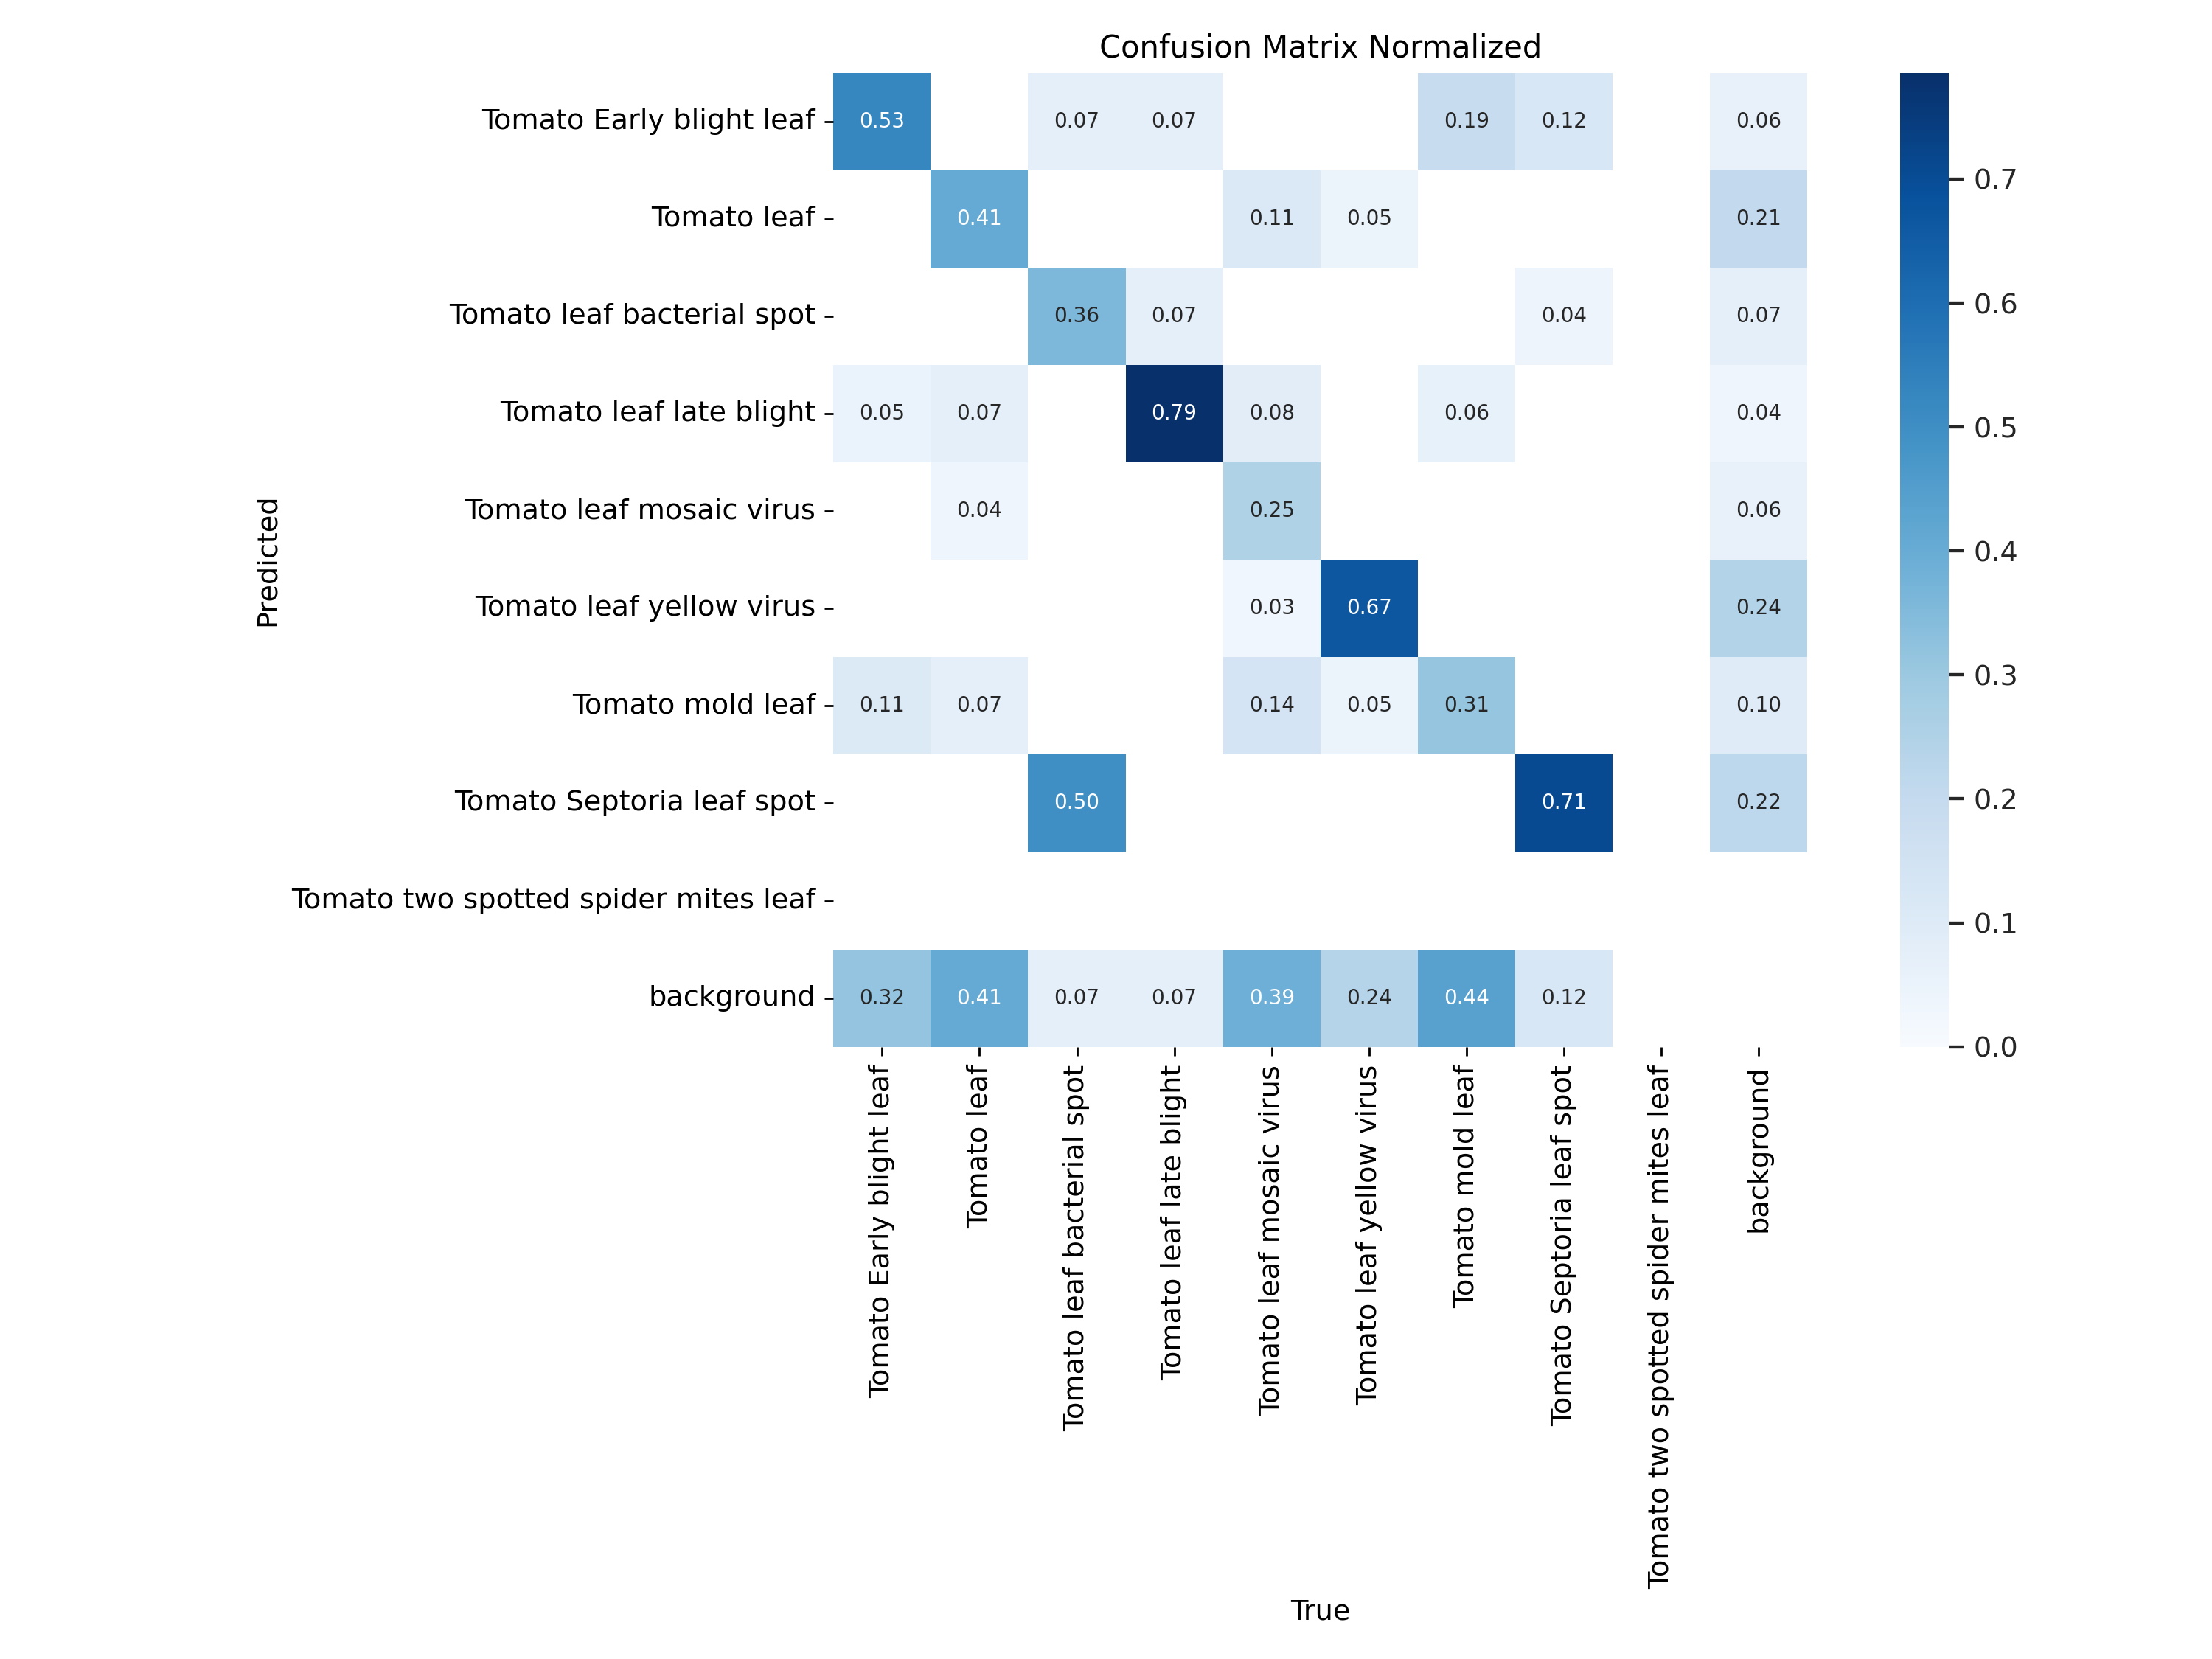 Confusion Matrix Normalized
Tomato Early blight leaf 0.53 0.07 0.07 0.19 0.12 0.06
Tomato leaf 0.41 0.11 0.05 0.21
Tomato leaf bacterial spot 0.36 0.07 0.04 0.07
Tomato leaf late blight 0.05 0.07 0.79 0.08 0.06 0.04
Tomato leaf mosaic virus 0.04 0.25 0.06
Tomato leaf yellow virus 0.03 0.67 0.24
Tomato mold leaf 0.11 0.07 0.14 0.05 0.31 0.10
Tomato Septoria leaf spot 0.50 0.71 0.22
Tomato two spotted spider mites leaf
background 0.32 0.41 0.07 0.07 0.39 0.24 0.44 0.12
Predicted
Tomato Early blight leaf
Tomato leaf
Tomato leaf bacterial spot
Tomato leaf late blight
Tomato leaf mosaic virus
Tomato leaf yellow virus
Tomato mold leaf
Tomato Septoria leaf spot
Tomato two spotted spider mites leaf
background
True
0.7
0.6
0.5
0.4
0.3
0.2
0.1
0.0